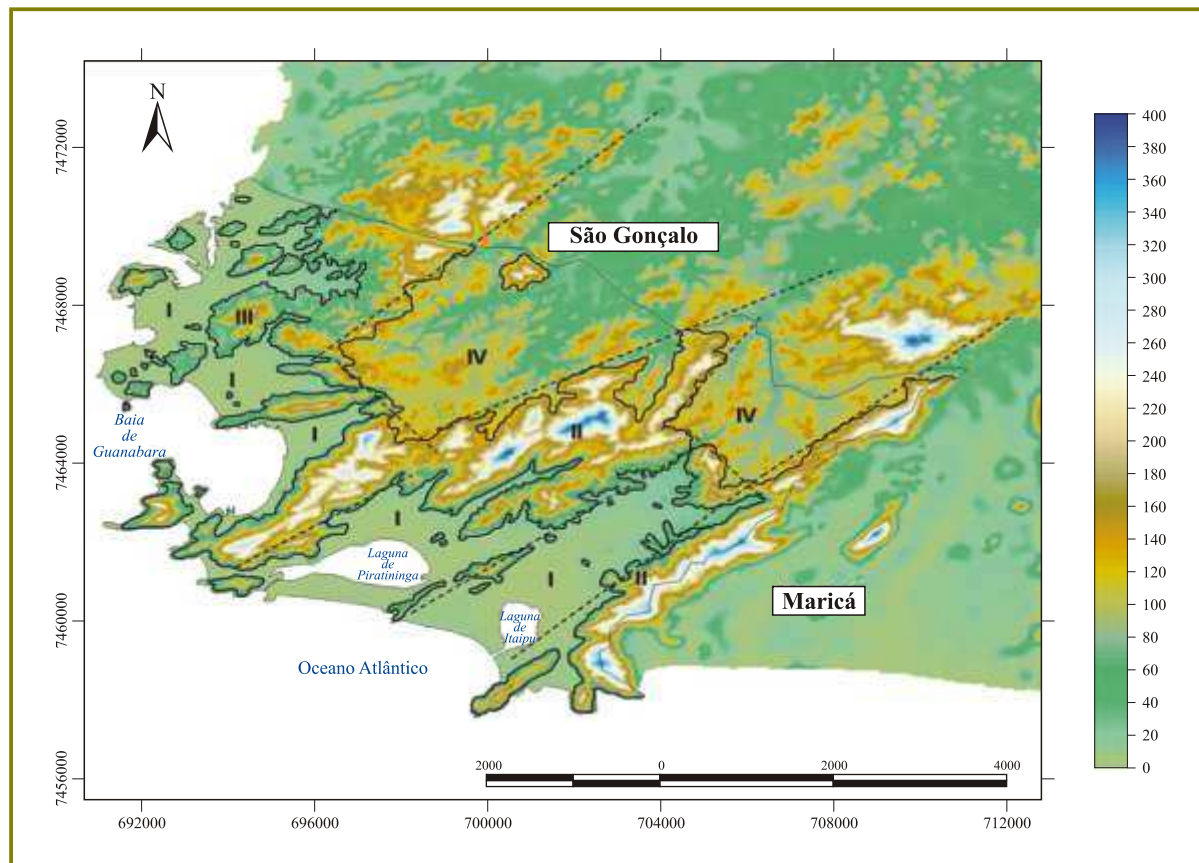 N
7472000
7468000
7464000
7460000
7456000
São Gonçalo
I
III
I
IV
I
II
IV
I
I
II
Baia
de
Guanabara
Laguna
de
Piratininga
Laguna
de
Itaipu
Maricá
Oceano Atlântico
2000 0 2000 4000
692000 696000 700000 704000 708000 712000
400
380
360
340
320
300
280
260
240
220
200
180
160
140
120
100
80
60
40
20
0